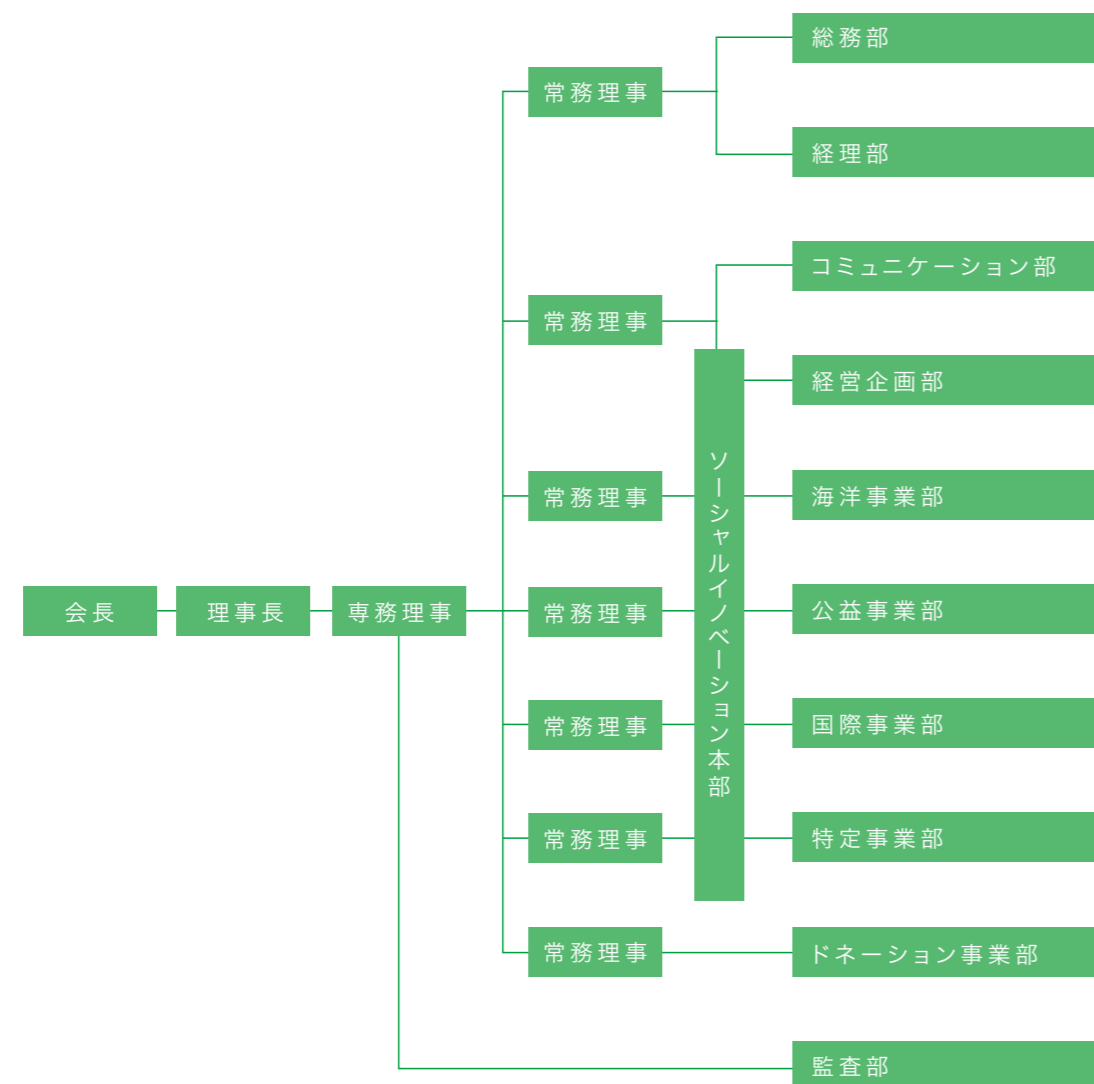 会長
理事長
専務理事
常務理事
総務部
経理部
常務理事
コミュニケーション部
ソーシャルイノベーション本部
経営企画部
常務理事
海洋事業部
常務理事
公益事業部
常務理事
国際事業部
常務理事
特定事業部
常務理事
ドネーション事業部
監査部